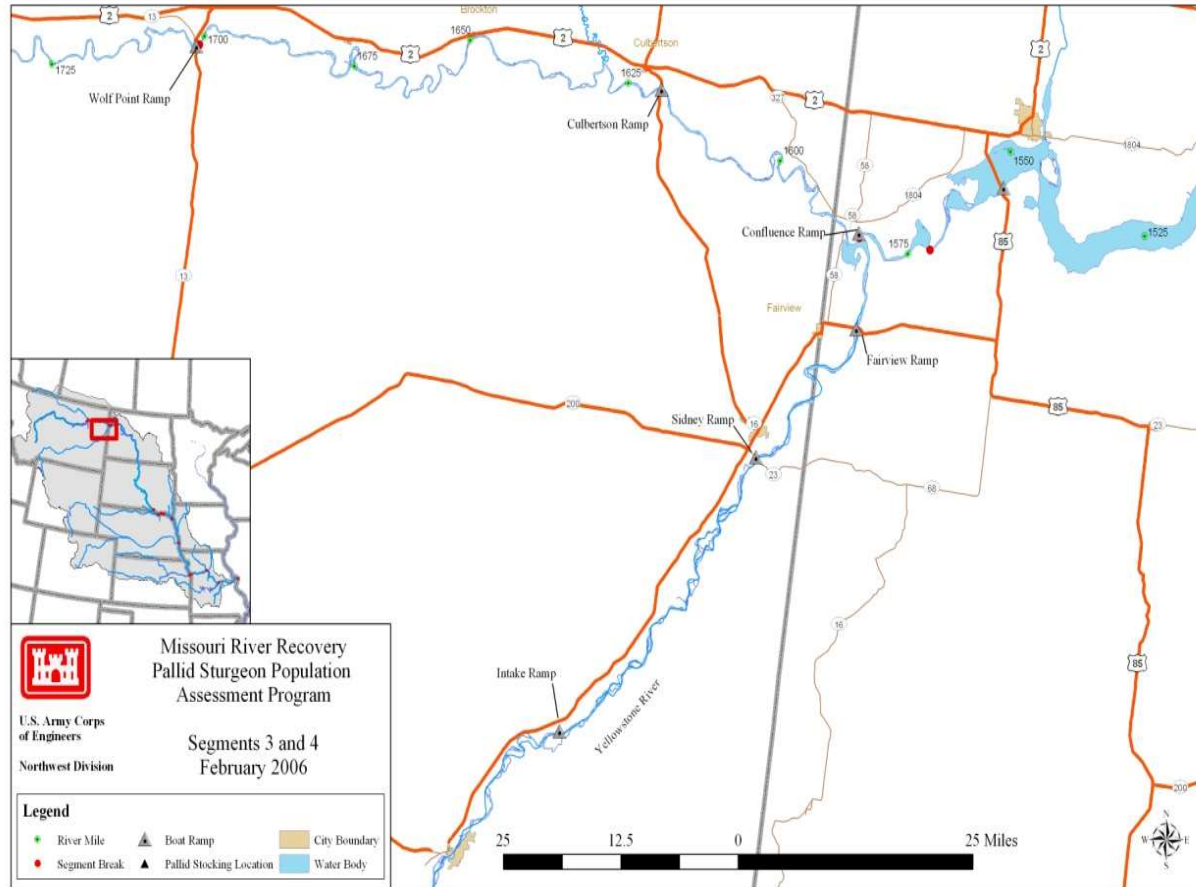 13
2
Brockton
1650
1700
2
2
Culbertson
2
1725
1675
1625
Wolf Point Ramp
Culbertson Ramp
327
2
1600
58
1804
1550
1804
58
Confluence Ramp
1575
85
1525
13
58
Fairview
Fairview Ramp
200
Sidney Ramp
16
85
23
23
68
16
Intake Ramp
Yellowstone River
85
200
U.S. Army Corps
of Engineers
Northwest Division
Missouri River Recovery
Pallid Sturgeon Population
Assessment Program
Segments 3 and 4
February 2006
Legend
River Mile
Boat Ramp
City Boundary
Segment Break
Pallid Stocking Location
Water Body
25 12.5 0 25 Miles
N
W E
S